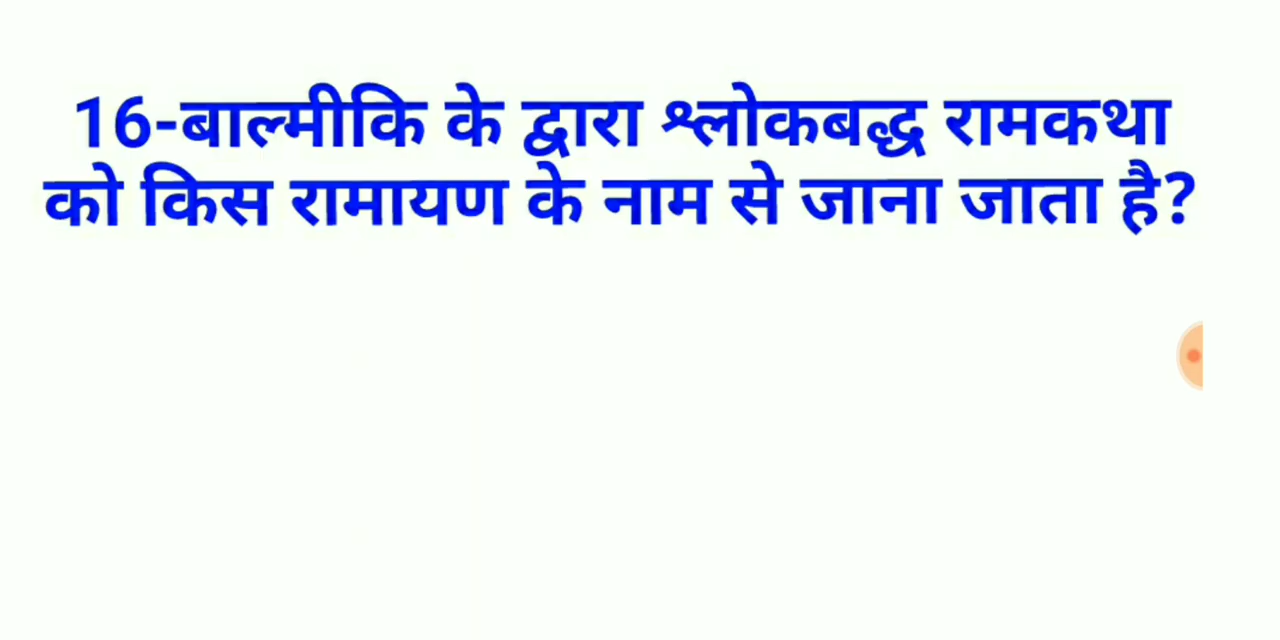 16-बाल्मीकि के द्वारा श्लोकबद्ध रामकथा
को किस रामायण के नाम से जाना जाता है?